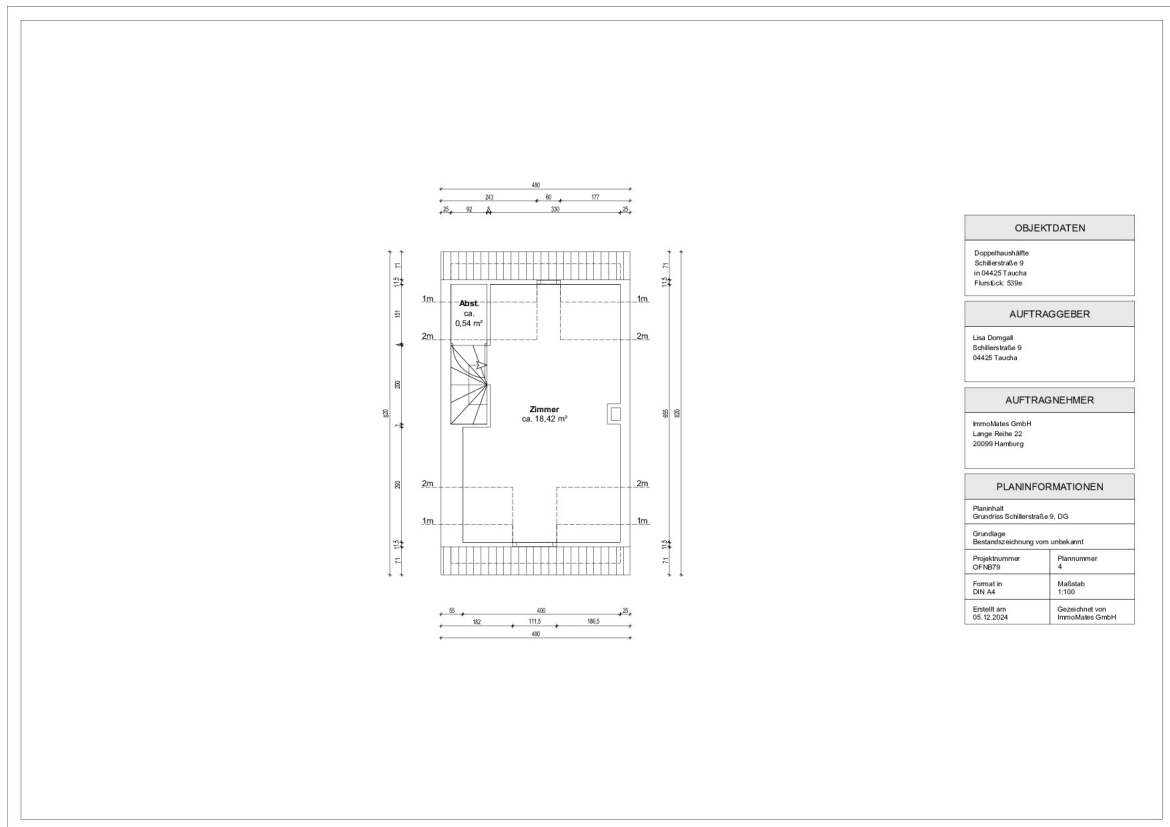 480
243 60 177
25 92 8 330 25
71
11,5
151
4
200
7
293
11,5
71
820
71
11,5
655
11,5
71
820
1m
1m
2m
2m
Abst.
ca.
0,54 m²
Zimmer
ca. 18,42 m²
2m
2m
1m
1m
55 400 25
182 111,5 186,5
480
OBJEKTDATEN
Doppelhaushälfte
Schillerstraße 9
in 04425 Taucha
Flurstück: 539e
AUFTRAGGEBER
Lisa Domgall
Schillerstraße 9
04425 Taucha
AUFTRAGNEHMER
ImmoMates GmbH
Lange Reihe 22
20099 Hamburg
PLANINFORMATIONEN
Planinhalt
Grundriss Schillerstraße 9, DG
Grundlage
Bestandszeichnung vom unbekannt
Projektnummer
OFNB79
Plannummer
4
Format in
DIN A4
Maßstab
1:100
Erstellt am
05.12.2024
Gezeichnet von
ImmoMates GmbH